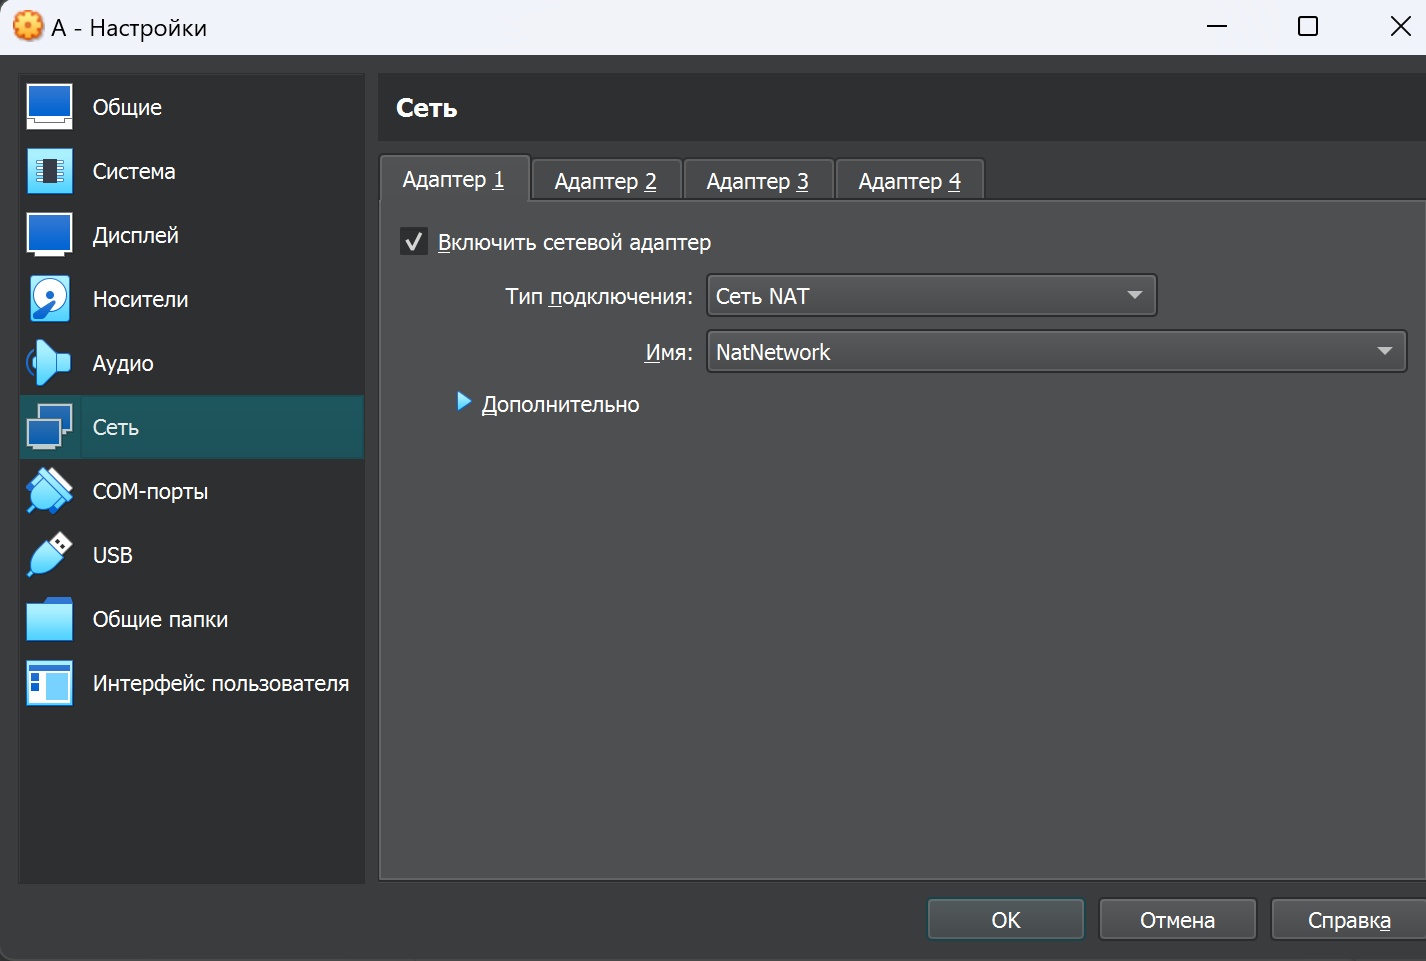 A - Настройки
Общие
Система
Дисплей
Носители
Аудио
Сеть
COM-порты
USB
Общие папки
Интерфейс пользователя
Сеть
Адаптер 1
Адаптер 2
Адаптер 3
Адаптер 4
Включить сетевой адаптер
Тип подключения: Сеть NAT
Имя: NatNetwork
Дополнительно
OK
Отмена
Справка